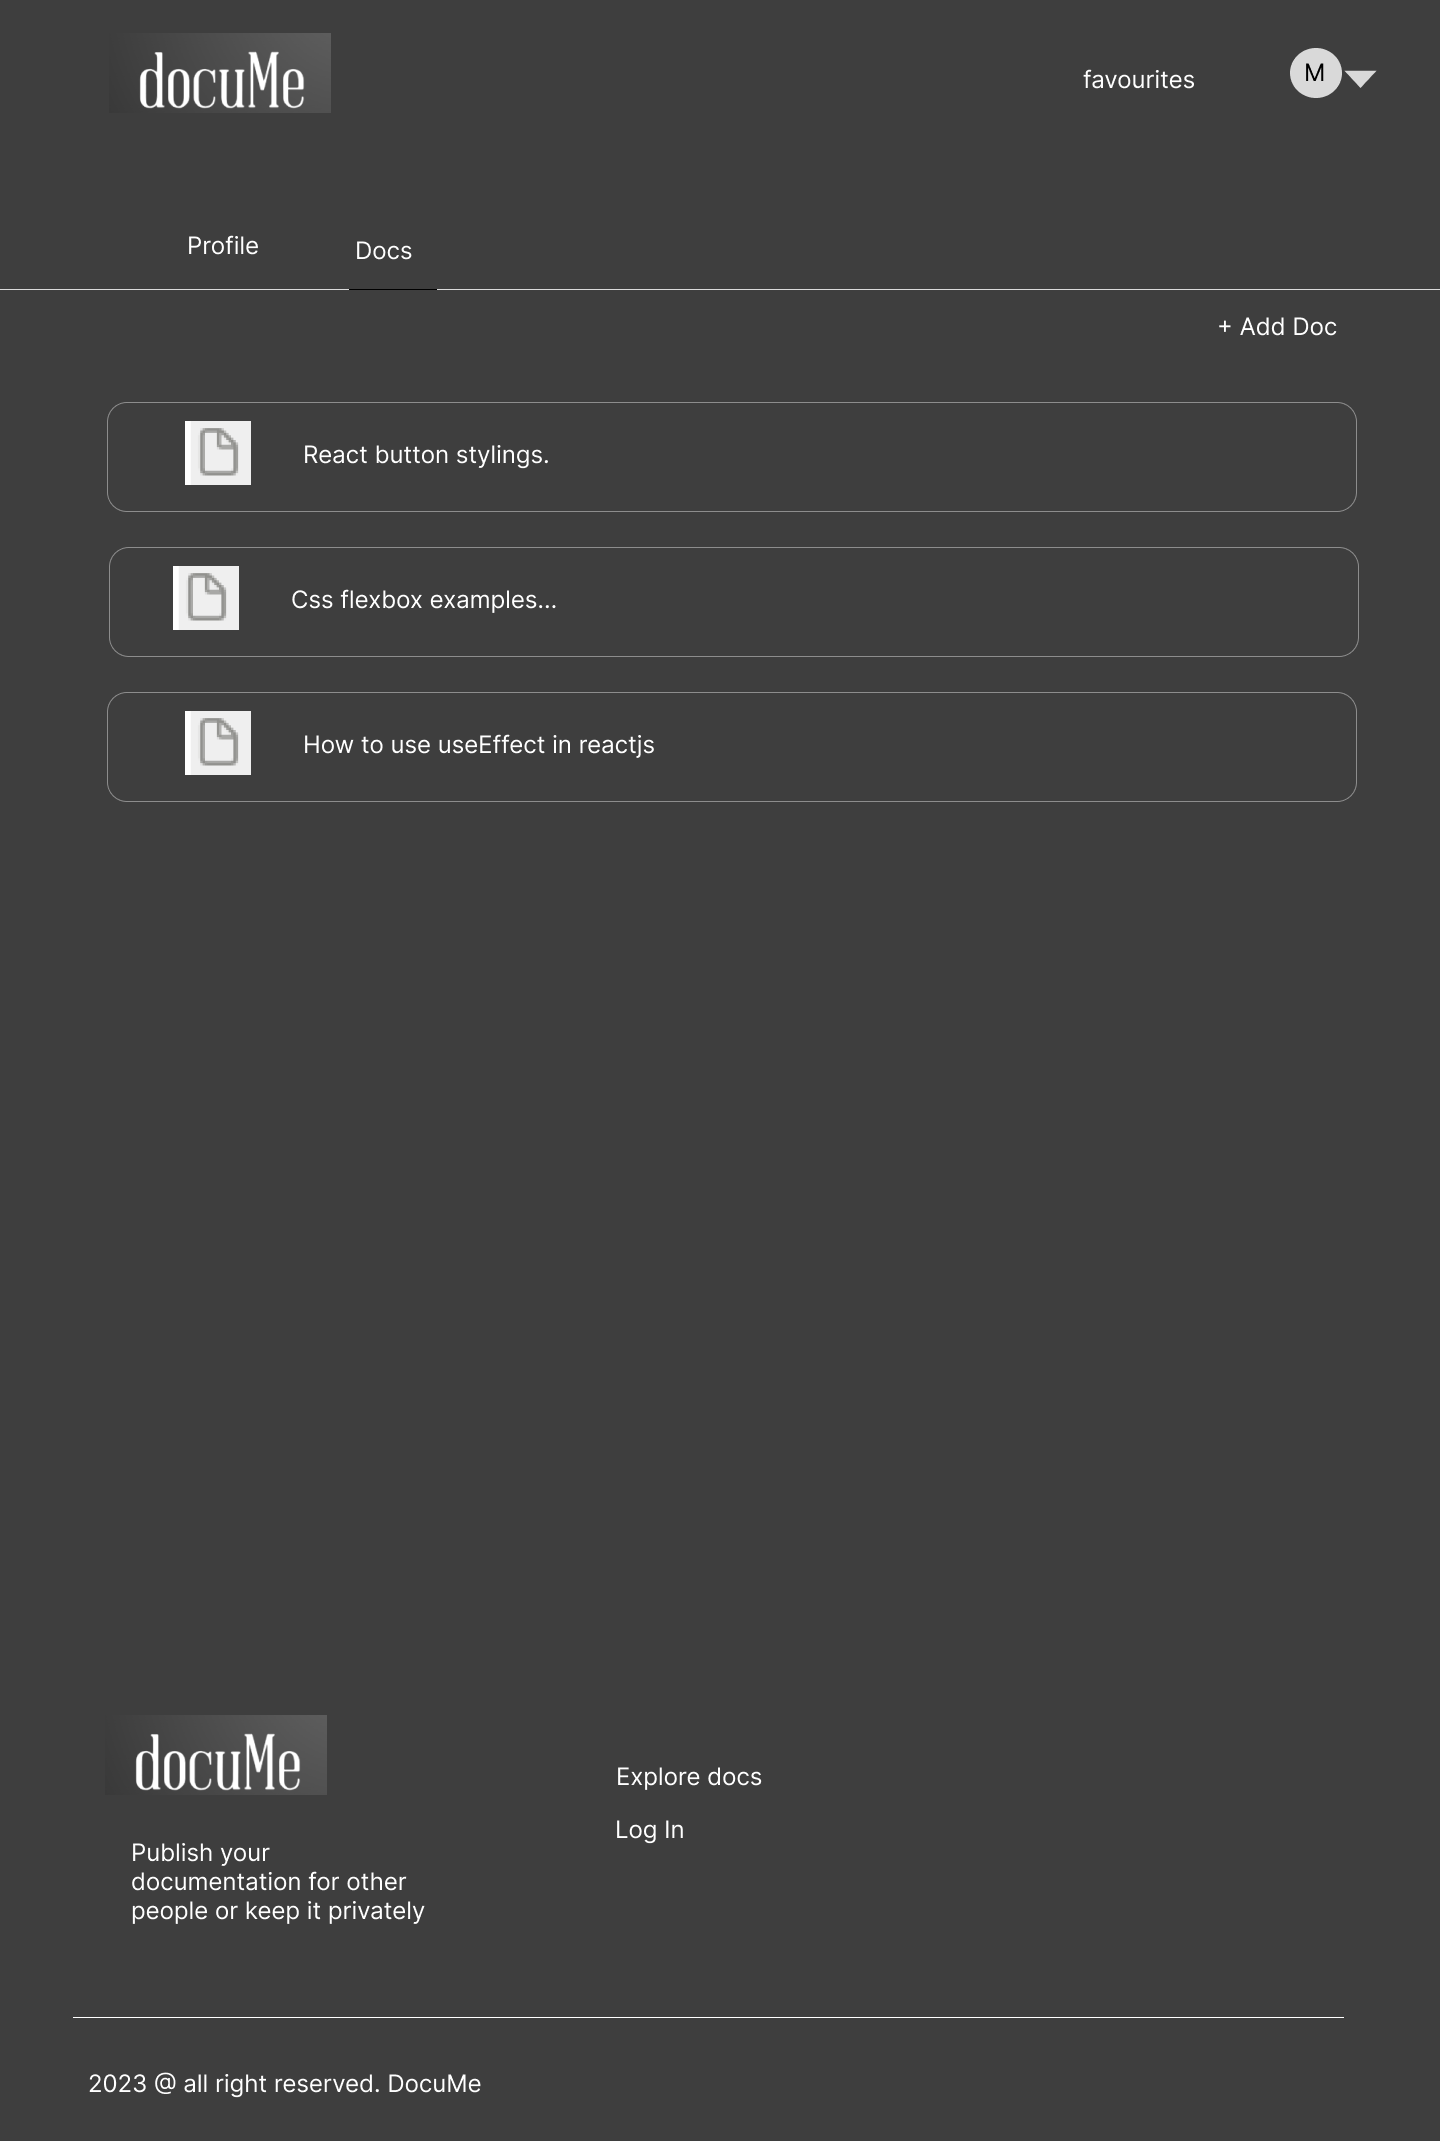 docuMe
favourites
M
Profile
Docs
+ Add Doc
React button stylings.
Css flexbox examples...
How to use useEffect in reactjs
docuMe
Explore docs
Log In
Publish your
documentation for other
people or keep it privately
2023 @ all right reserved. DocuMe